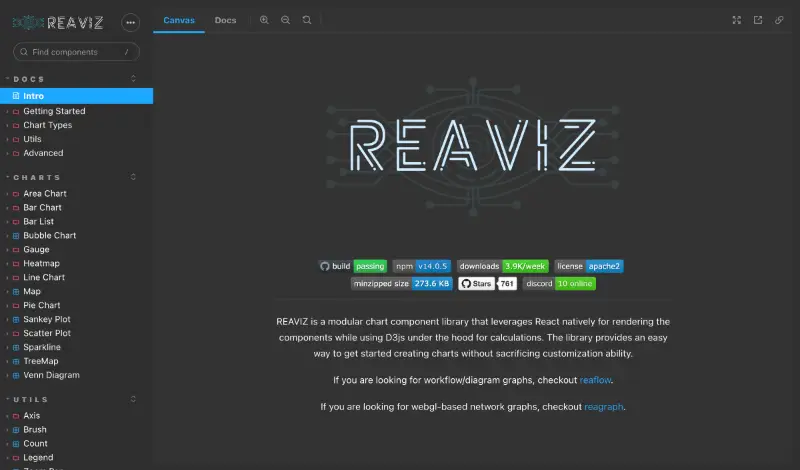 REAVIZ
•••
Find components
/
DOCS
Intro
Getting Started
Chart Types
Utils
Advanced
CHARTS
Area Chart
Bar Chart
Bar List
Bubble Chart
Gauge
Heatmap
Line Chart
Map
Pie Chart
Sankey Plot
Scatter Plot
Sparkline
TreeMap
Venn Diagram
UTILS
Axis
Brush
Count
Legend
Canvas Docs
REAVIZ
build passing npm v14.0.5 downloads 3.9K/week license apache2
minzipped size 273.6 KB Stars 761 discord 10 online
REAVIZ is a modular chart component library that leverages React natively for rendering the
components while using D3js under the hood for calculations. The library provides an easy
way to get started creating charts without sacrificing customization ability.
If you are looking for workflow/diagram graphs, checkout reaflow.
If you are looking for webgl-based network graphs, checkout reagraph.